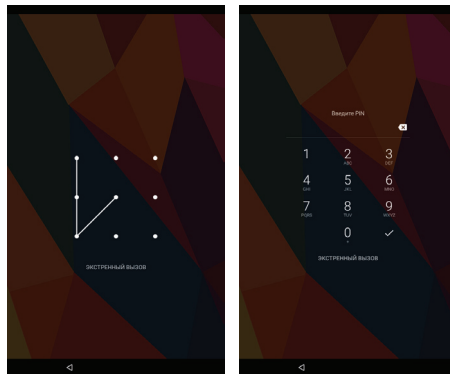 ЭКСТРЕННЫЙ ВЫЗОВ
Введите PIN
1 2 3
ABC DEF
4 5 6
GHI JKL MNO
7 8 9
PQRS TUV WXYZ
0
+
ЭКСТРЕННЫЙ ВЫЗОВ